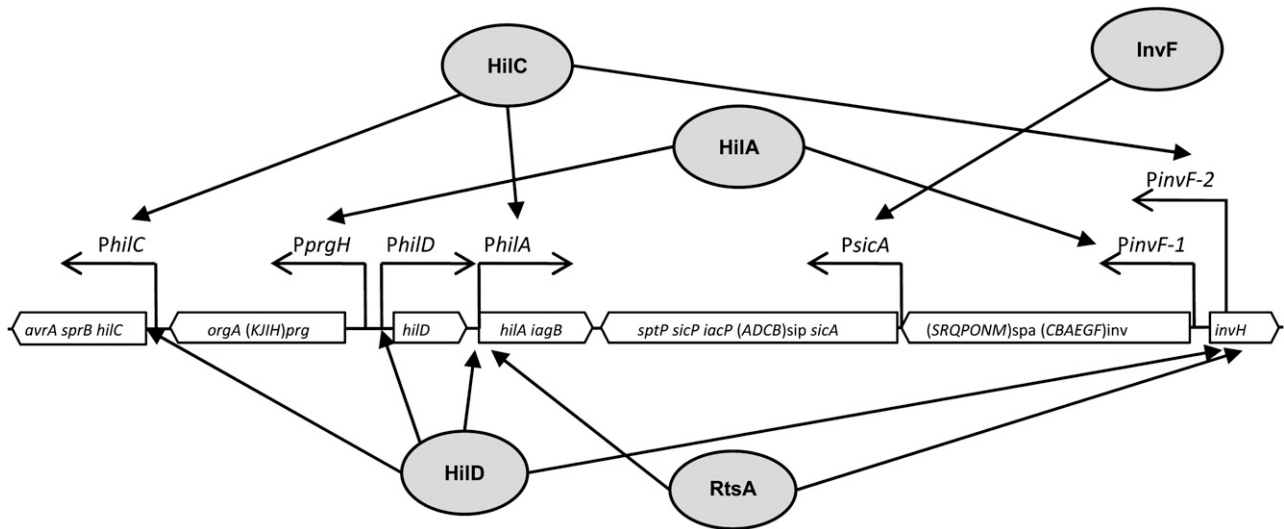 InvF
HilC
HilA
PinvF-2
PhilC
PprgH
PhilD
PhilA
PsicA
PinvF-1
avrA sprB hilC
orgA (KJIH)prg
hilD
hilA iagB
sptP sicP iacP (ADCB)sip sicA
(SRQPONM)spa (CBAEGF)inv
invH
HilD
RtsA